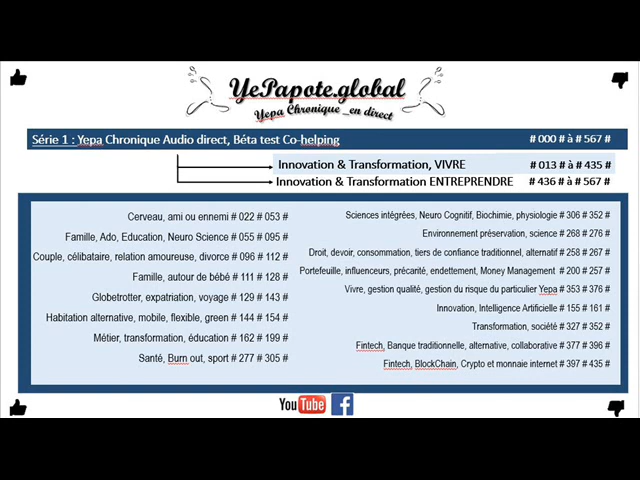 YePapote.global
Yepa Chronique _en direct
Série 1 : Yepa Chronique Audio direct, Béta test Co-helping # 000 # à # 567 #
Innovation & Transformation, VIVRE # 013 # à # 435 #
Innovation & Transformation ENTREPRENDRE # 436 # à # 567 #
Cerveau, ami ou ennemi # 022 # 053 #
Famille, Ado, Education, Neuro Science # 055 # 095 #
Couple, célibataire, relation amoureuse, divorce # 096 # 112 #
Famille, autour de bébé # 111 # 128 #
Globetrotter, expatriation, voyage # 129 # 143 #
Habitation alternative, mobile, flexible, green # 144 # 154 #
Métier, transformation, éducation # 162 # 199 #
Santé, Burn out, sport # 277 # 305 #
Sciences intégrées, Neuro Cognitif, Biochimie, physiologie # 306 # 352 #
Environnement préservation, science # 268 # 276 #
Droit, devoir, consommation, tiers de confiance traditionnel, alternatif # 258 # 267 #
Portefeuille, influenceurs, précarité, endettement, Money Management # 200 # 257 #
Vivre, gestion qualité, gestion du risque du particulier Yepa # 353 # 376 #
Innovation, Intelligence Artificielle # 155 # 161 #
Transformation, société # 327 # 352 #
Fintech, Banque traditionnelle, alternative, collaborative # 377 # 396 #
Fintech, BlockChain, Crypto et monnaie internet # 397 # 435 #
YouTube f